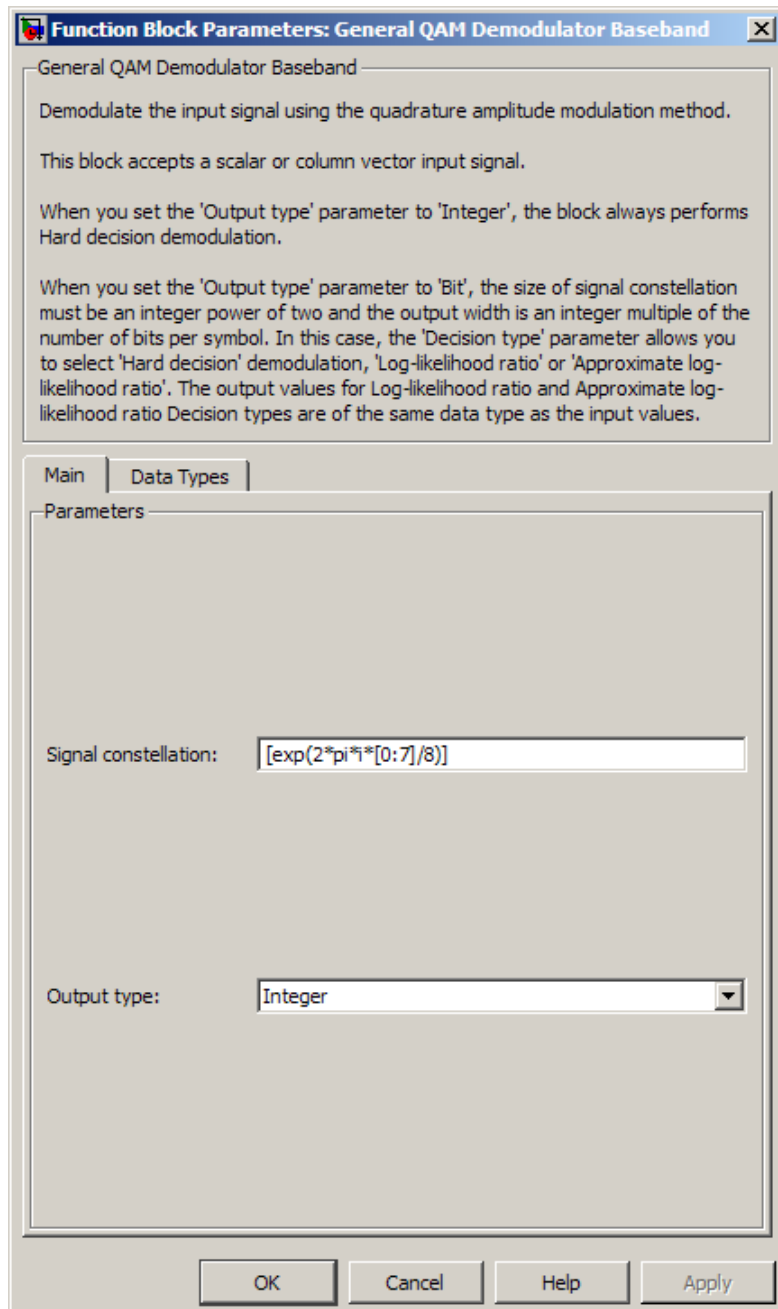 Function Block Parameters: General QAM Demodulator Baseband
General QAM Demodulator Baseband
Demodulate the input signal using the quadrature amplitude modulation method.
This block accepts a scalar or column vector input signal.
When you set the 'Output type' parameter to 'Integer', the block always performs
Hard decision demodulation.
When you set the 'Output type' parameter to 'Bit', the size of signal constellation
must be an integer power of two and the output width is an integer multiple of the
number of bits per symbol. In this case, the 'Decision type' parameter allows you
to select 'Hard decision' demodulation, 'Log-likelihood ratio' or 'Approximate log-
likelihood ratio'. The output values for Log-likelihood ratio and Approximate log-
likelihood ratio Decision types are of the same data type as the input values.
Main Data Types
Parameters
Signal constellation: [exp(2*pi*i*[0:7]/8)]
Output type: Integer
OK Cancel Help Apply